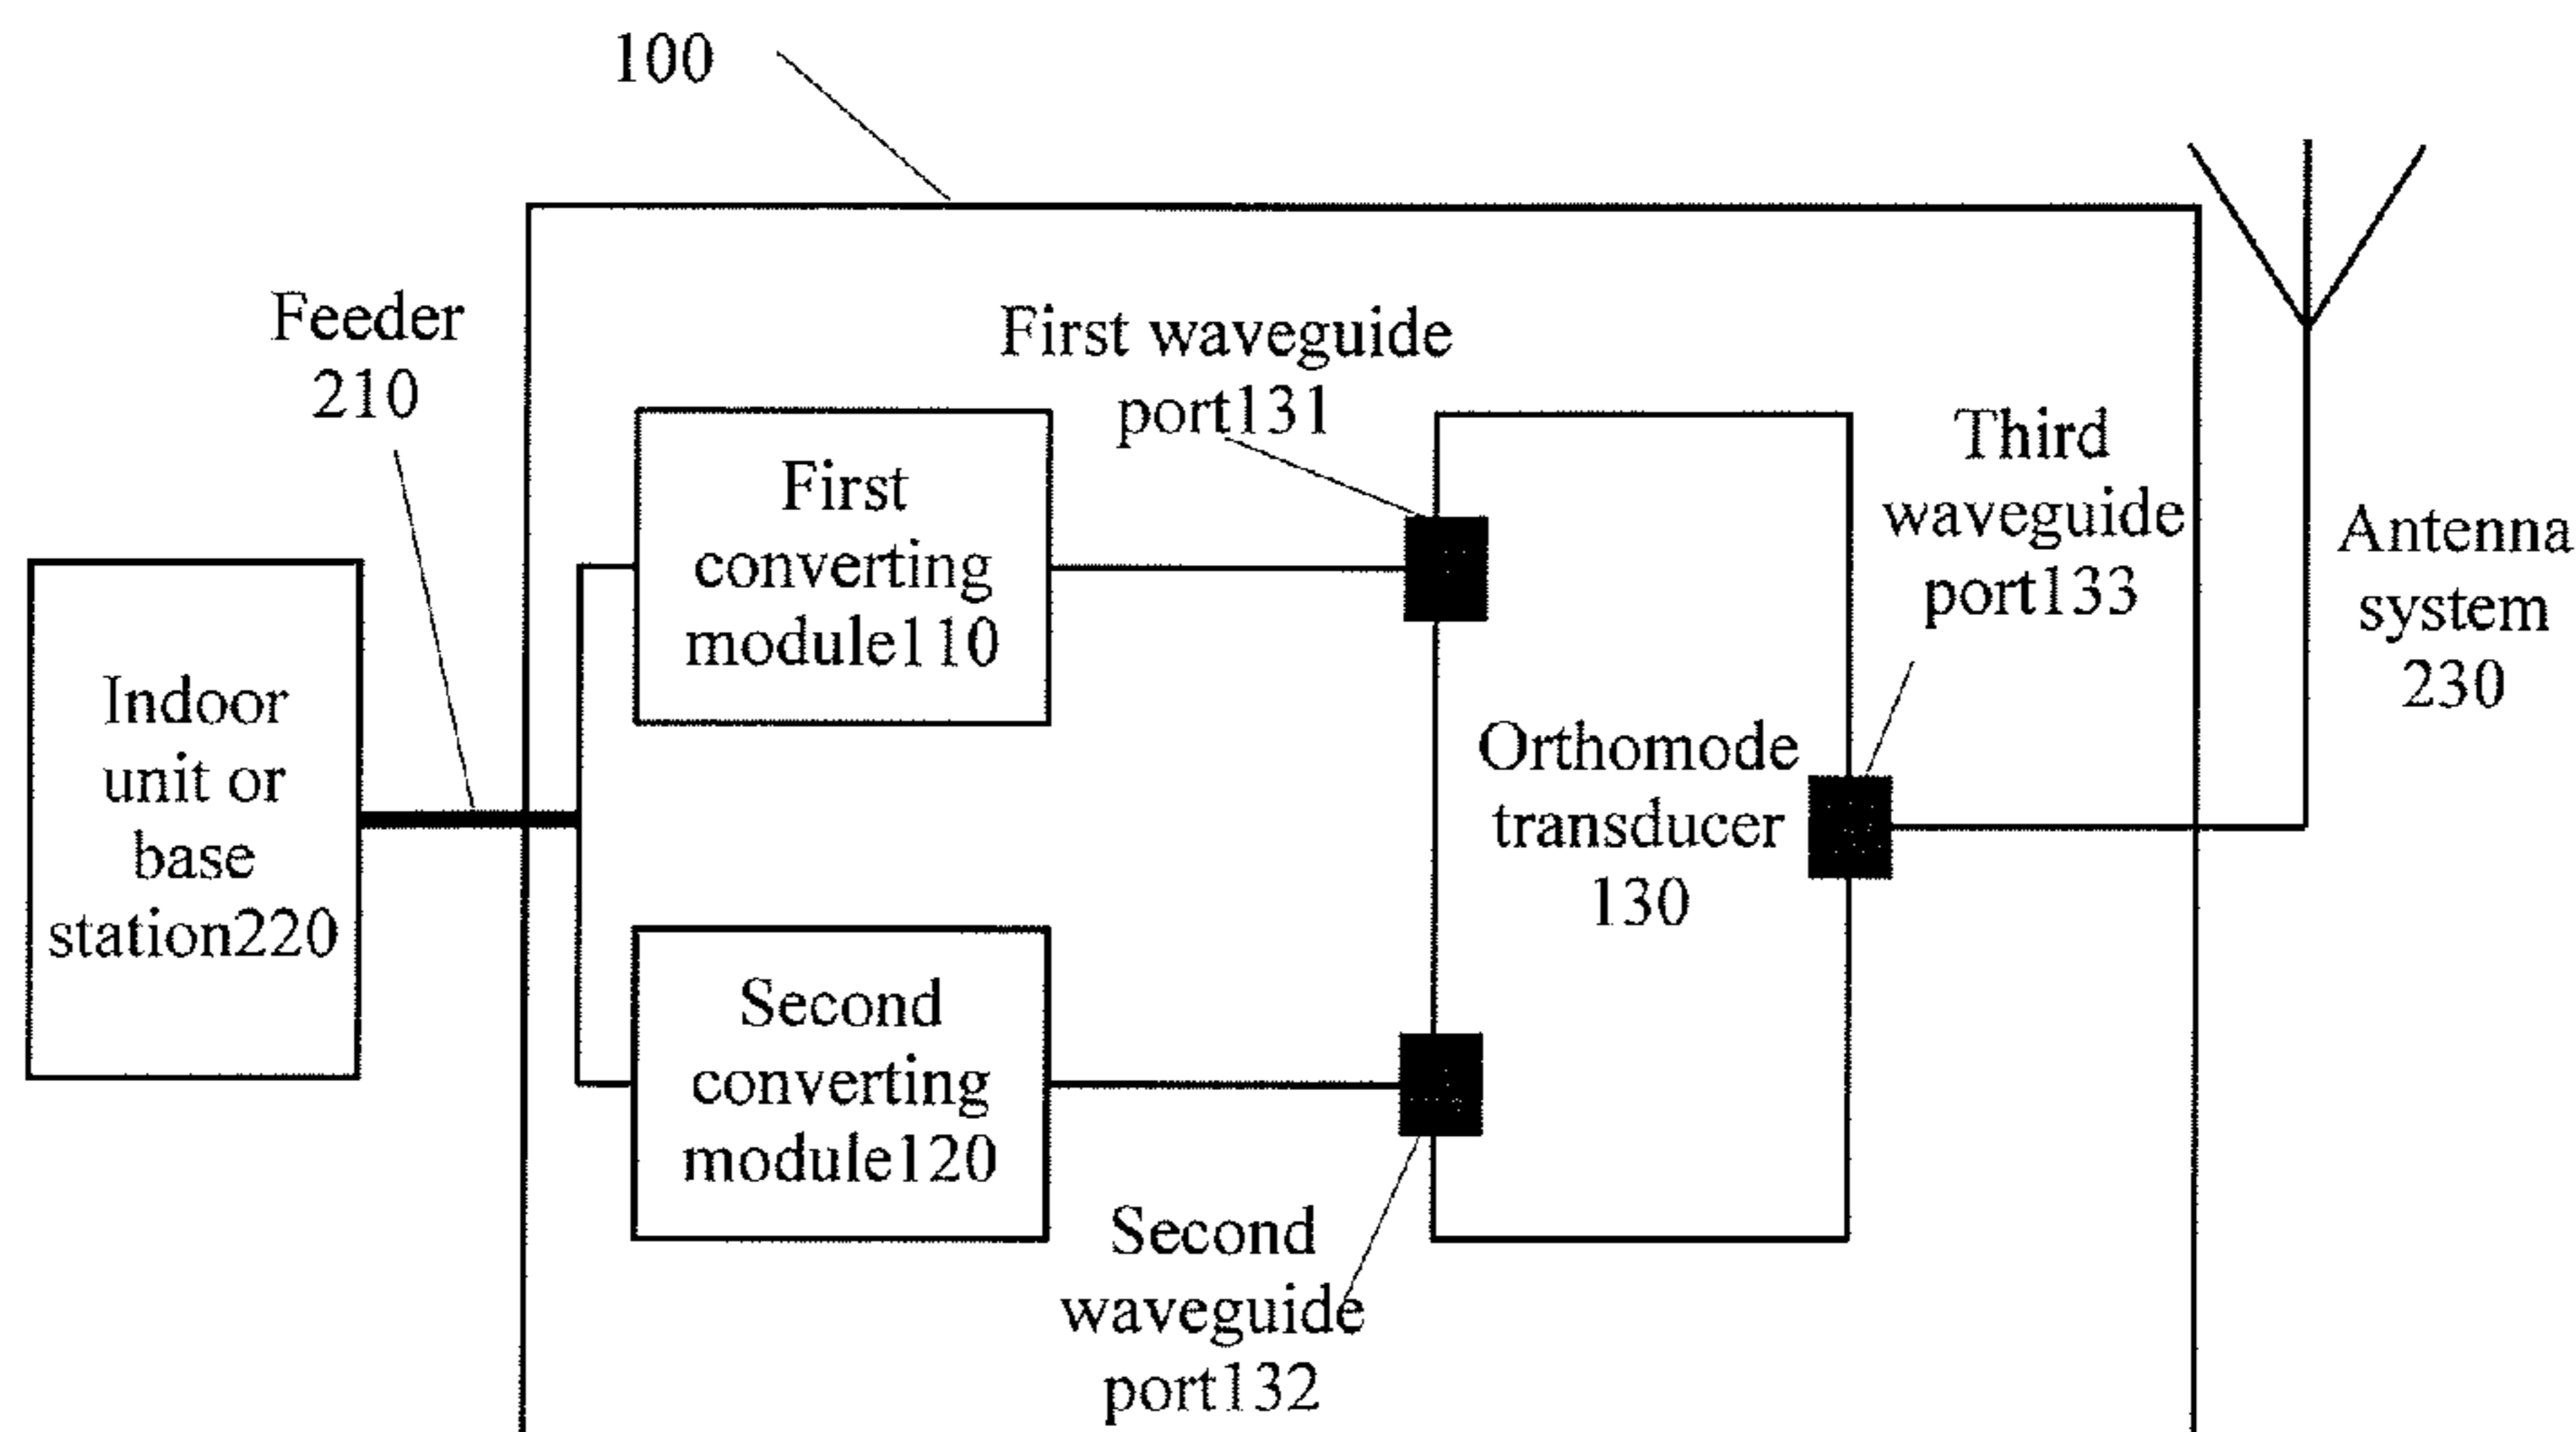 100
Feeder
210
First waveguide
port131
Third
waveguide
port133
Antenna
system
230
First
converting
module110
Indoor
unit or
base
station220
Orthomode
transducer
130
Second
converting
module120
Second
waveguide
port132